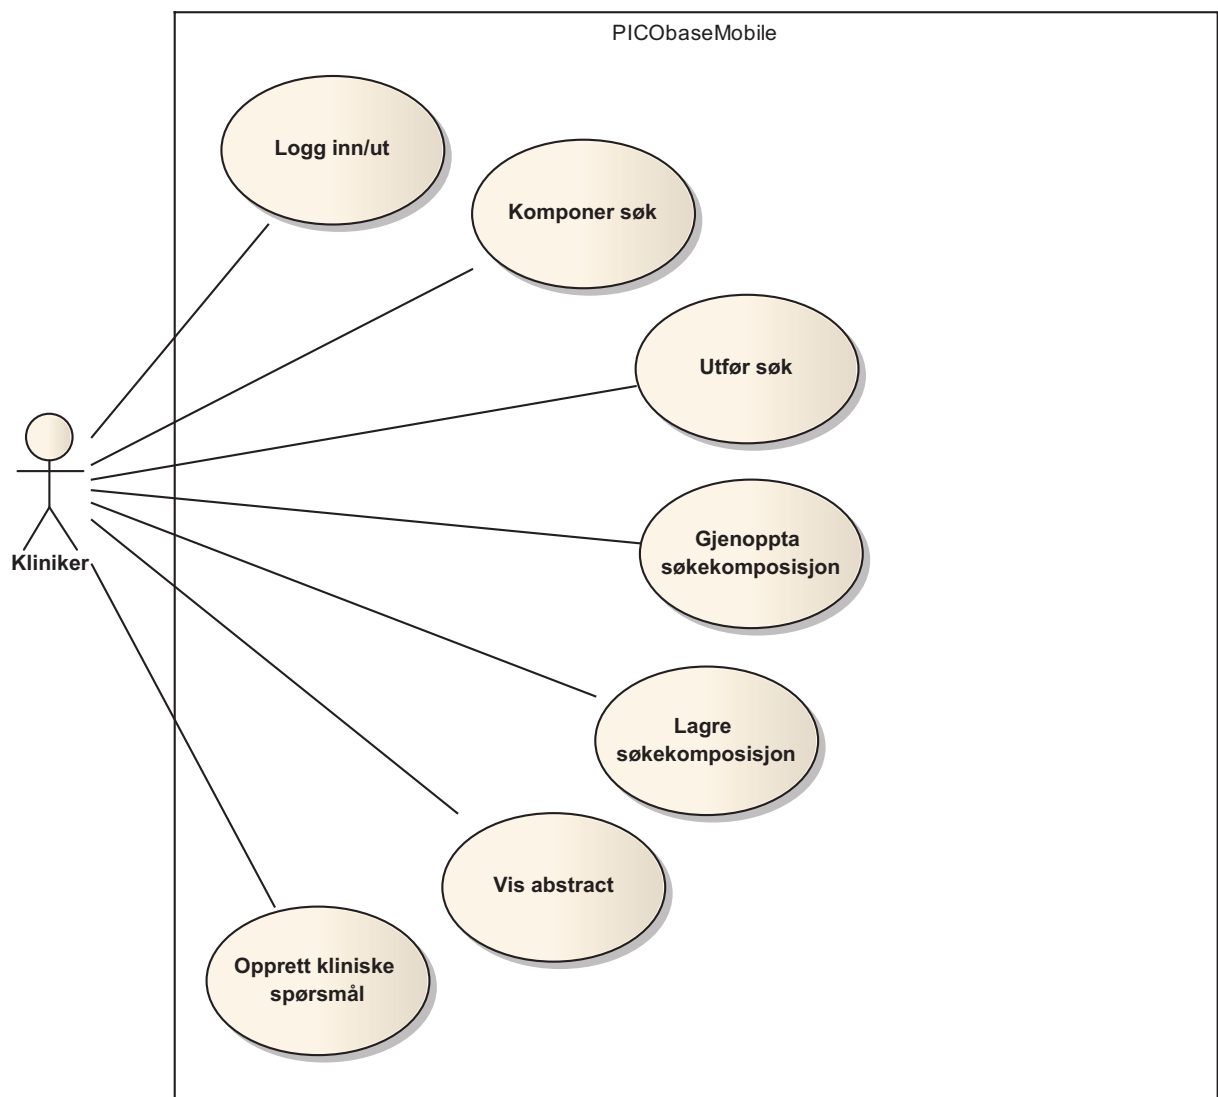 PICObaseMobile
Logg inn/ut
Komponer søk
Utfør søk
Gjenoppta
søkekomposisjon
Kliniker
Lagre
søkekomposisjon
Vis abstract
Opprett kliniske
spørsmål